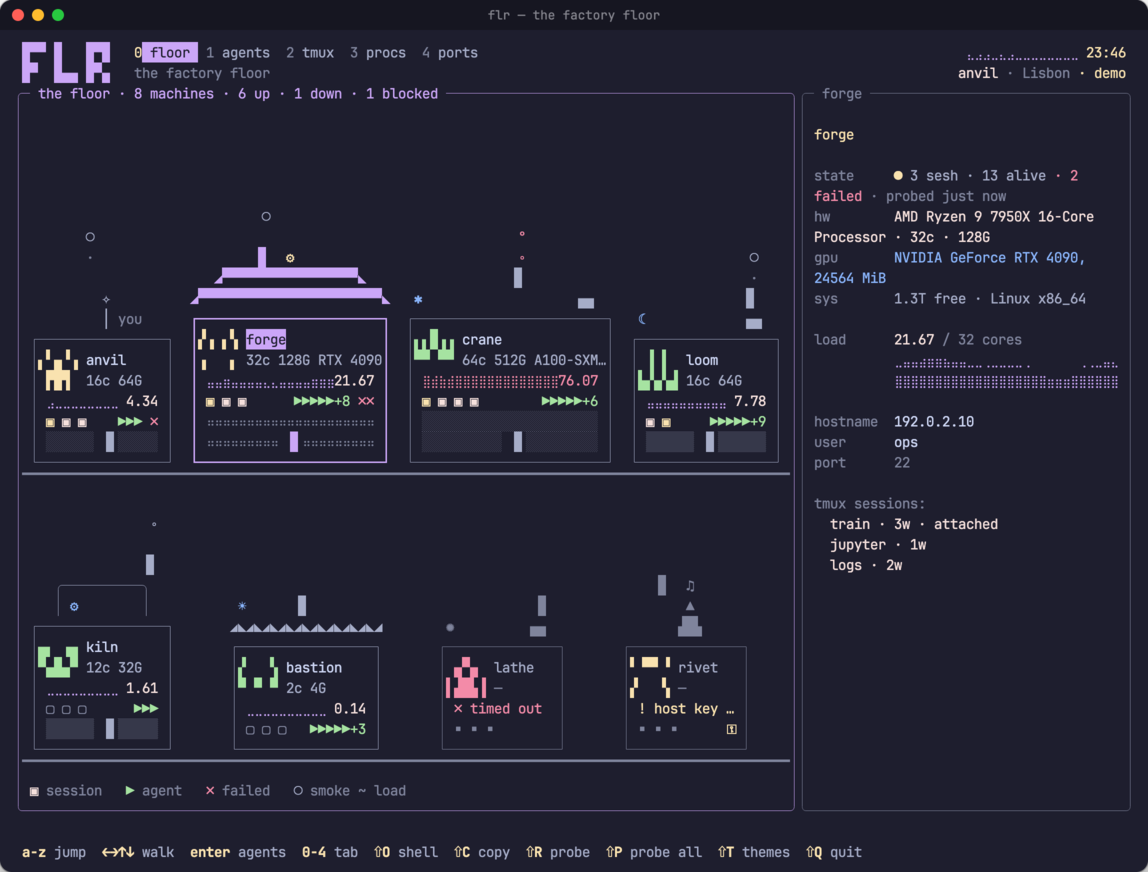 flr — the factory floor
FLR
0 floor 1 agents 2 tmux 3 procs 4 ports
23:46
the factory floor
anvil · Lisbon · demo
the floor · 8 machines · 6 up · 1 down · 1 blocked
you
anvil
16c 64G
4.34
forge
32c 128G RTX 4090
21.67
+8
crane
64c 512G A100-SXM…
76.07
+6
loom
16c 64G
7.78
+9
kiln
12c 32G
1.61
bastion
2c 4G
0.14
+3
lathe
—
× timed out
rivet
—
! host key …
▣ session ▶ agent × failed ○ smoke ~ load
forge
forge
state ● 3 sesh · 13 alive · 2
failed · probed just now
hw AMD Ryzen 9 7950X 16-Core
Processor · 32c · 128G
gpu NVIDIA GeForce RTX 4090,
24564 MiB
sys 1.3T free · Linux x86_64
load 21.67 / 32 cores
hostname 192.0.2.10
user ops
port 22
tmux sessions:
train · 3w · attached
jupyter · 1w
logs · 2w
a-z jump ↔↑↓ walk enter agents 0-4 tab ⇧O shell ⇧C copy ⇧R probe ⇧P probe all ⇧T themes ⇧Q quit